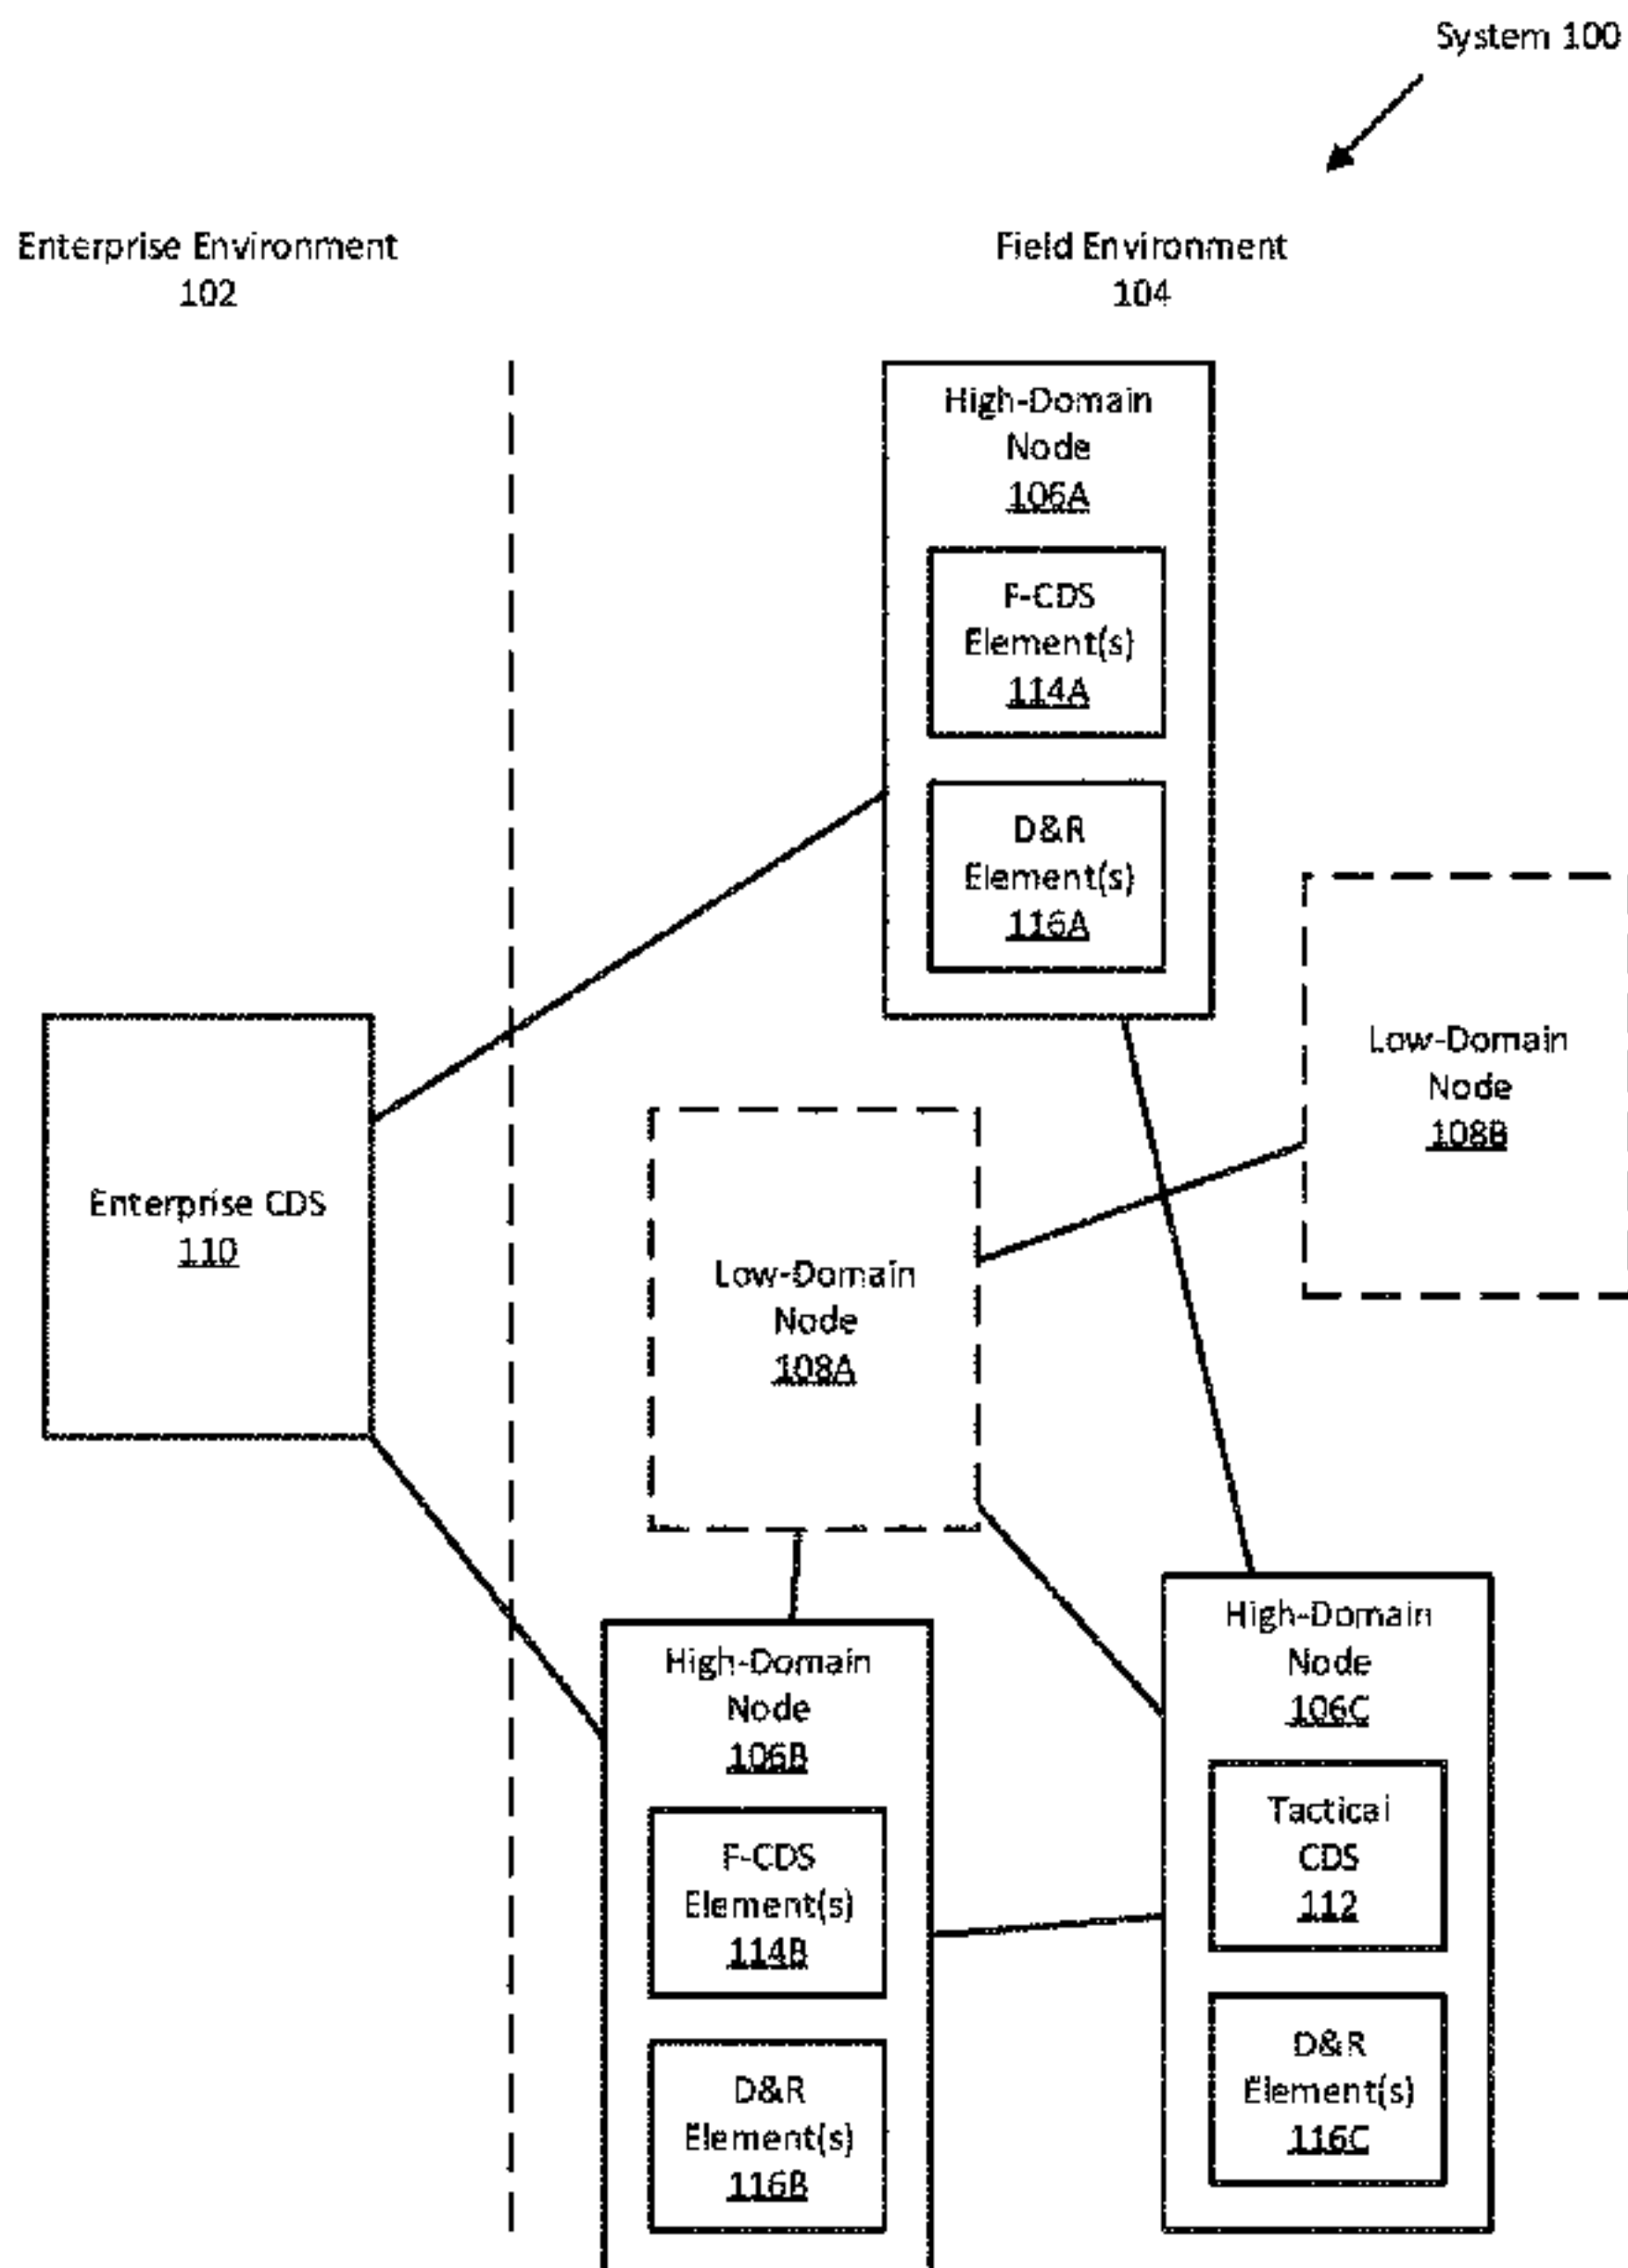 System 100
Enterprise Environment
102
Field Environment
104
High-Domain
Node
106A
F-CDS
Element(s)
114A
D&R
Element(s)
116A
Low-Domain
Node
108B
Enterprise CDS
110
Low-Domain
Node
108A
High-Domain
Node
106B
F-CDS
Element(s)
114B
D&R
Element(s)
116B
High-Domain
Node
106C
Tactical
CDS
112
D&R
Element(s)
116C